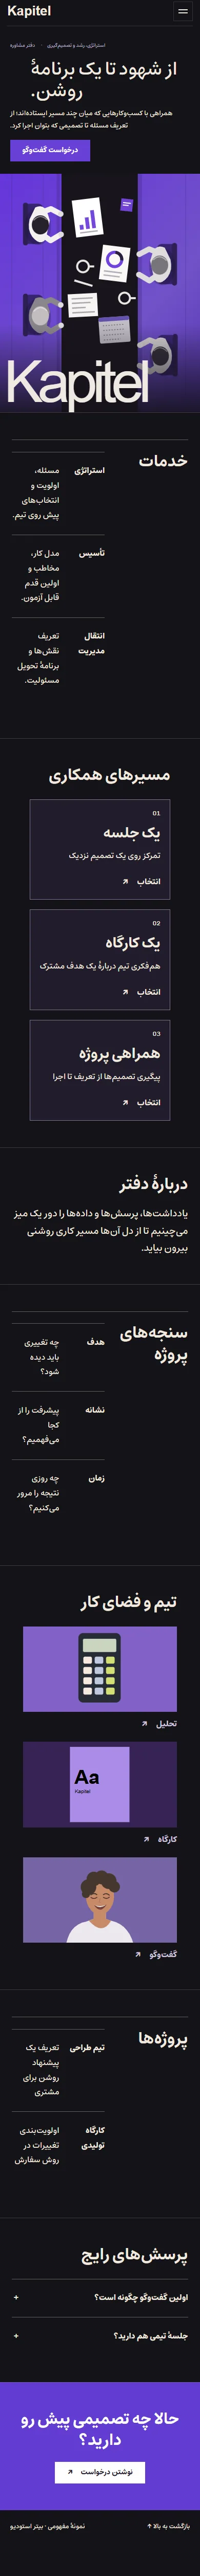 Kapitel
استراتژی، رشد و تصمیم‌گیری
دفتر مشاوره
از شهود تا یک برنامهٔ
روشن.
همراهی با کسب‌وکارهایی که میان چند مسیر ایستاده‌اند؛ از
تعریف مسئله تا تصمیمی که بتوان اجرا کرد.
درخواست گفت‌وگو
Kapitel
خدمات
استراتژی
مسئله،
اولویت و
انتخاب‌های
پیش روی تیم.
تأسیس
مدل کار،
مخاطب و
اولین قدم
قابل آزمون.
انتقال
مدیریت
تعریف
نقش‌ها و
برنامهٔ تحویل
مسئولیت.
مسیرهای همکاری
01
یک جلسه
تمرکز روی یک تصمیم نزدیک
انتخاب ↗
02
یک کارگاه
هم‌فکری تیم دربارهٔ یک هدف مشترک
انتخاب ↗
03
همراهی پروژه
پیگیری تصمیم‌ها از تعریف تا اجرا
انتخاب ↗
دربارهٔ دفتر
یادداشت‌ها، پرسش‌ها و داده‌ها را دور یک میز
می‌چینیم تا از دل آن‌ها مسیر کاری روشنی
بیرون بیاید.
سنجه‌های
پروژه
هدف
چه تغییری
باید دیده
شود؟
نشانه
پیشرفت را از
کجا
می‌فهمیم؟
زمان
چه روزی
نتیجه را مرور
می‌کنیم؟
تیم و فضای کار
تحلیل ↗
Aa
Kapitel
کارگاه ↗
گفت‌وگو ↗
پروژه‌ها
تیم طراحی
تعریف یک
پیشنهاد
روشن برای
مشتری
کارگاه
تولیدی
اولویت‌بندی
تغییرات در
روش سفارش
پرسش‌های رایج
اولین گفت‌وگو چگونه است؟ +
جلسهٔ تیمی هم دارید؟ +
حالا چه تصمیمی پیش رو
دارید؟
نوشتن درخواست ↗
بازگشت به بالا ↑
نمونهٔ مفهومی · بیتر استودیو